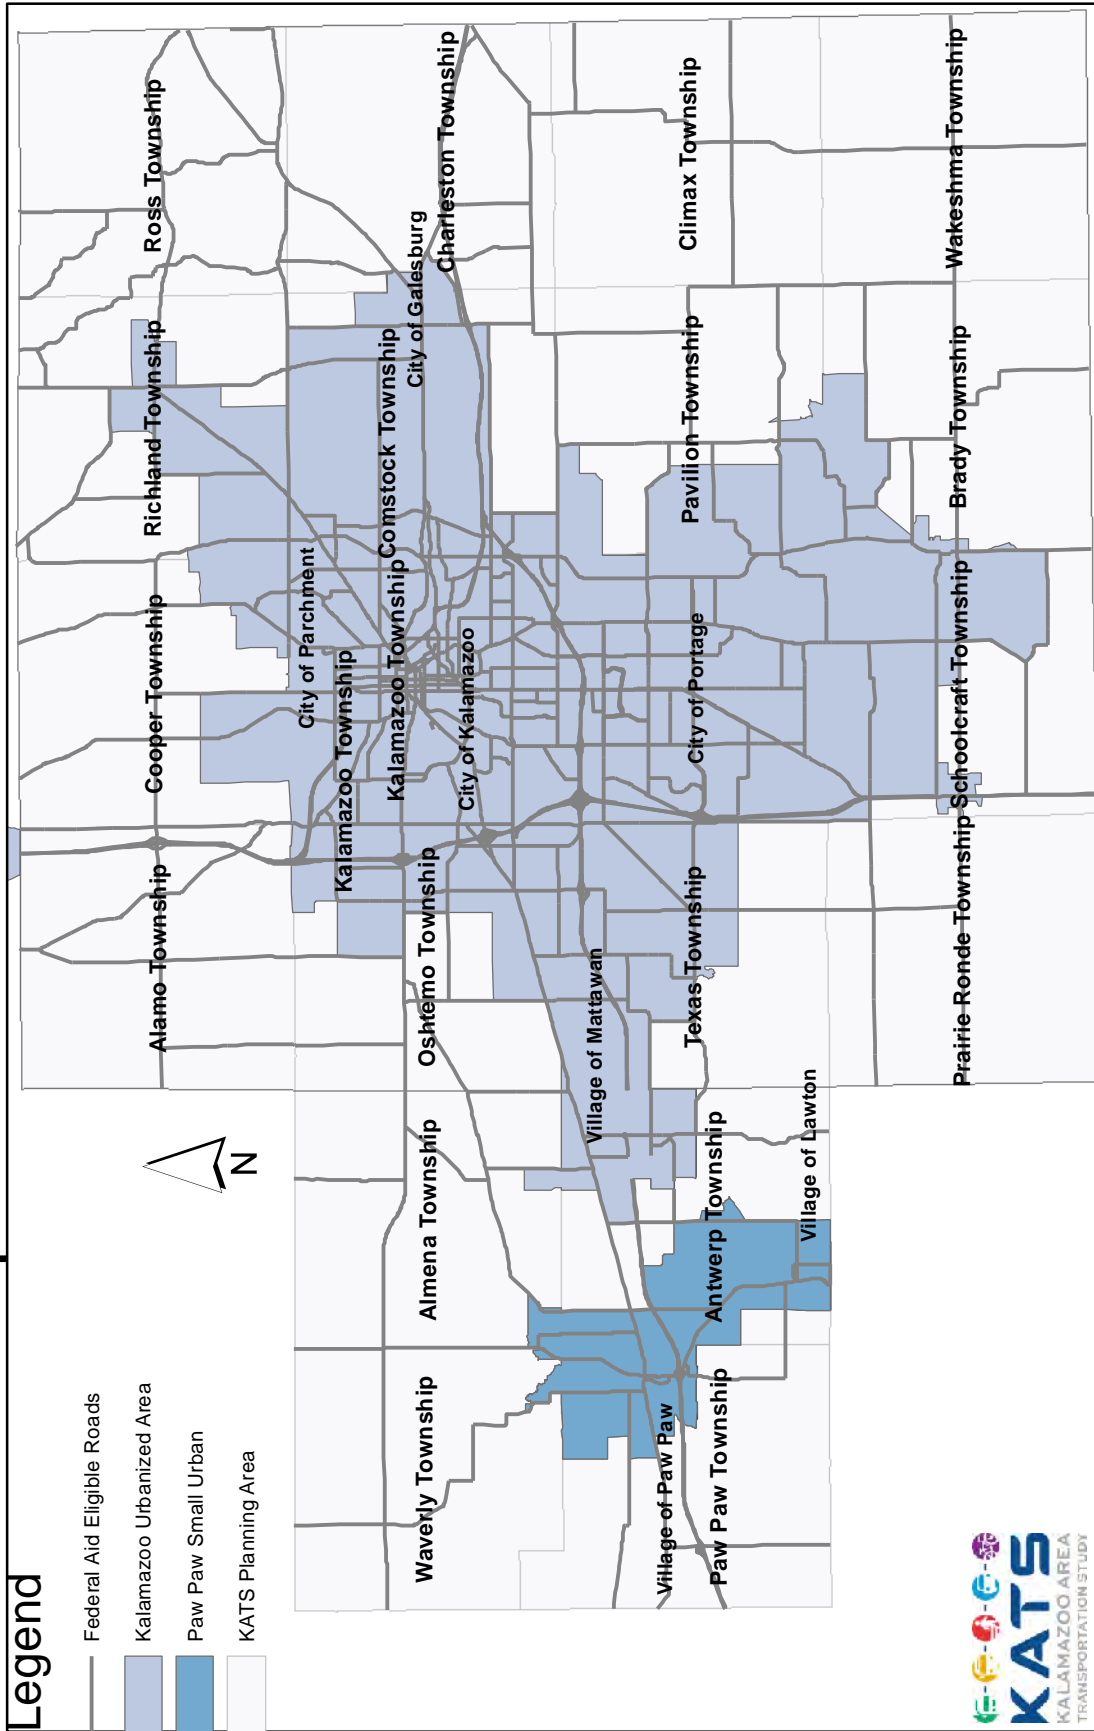 Legend
Federal Aid Eligible Roads
Kalamazoo Urbanized Area
Paw Paw Small Urban
KATS Planning Area
N
Alamo Township
Cooper Township
Richland Township
Ross Township
City of Parchment
Kalamazoo Township
Kalamazoo Township
Comstock Township
City of Galesburg
Charleston Township
City of Kalamazoo
Oshtemo Township
Almena Township
Waverly Township
Village of Mattawan
Texas Township
City of Portage
Pavilion Township
Climax Township
Village of Paw Paw
Paw Paw Township
Antwerp Township
Village of Lawton
Prairie Ronde Township
Schoolcraft Township
Brady Township
Wakeshma Township
KATS
KALAMAZOO AREA
TRANSPORTATION STUDY